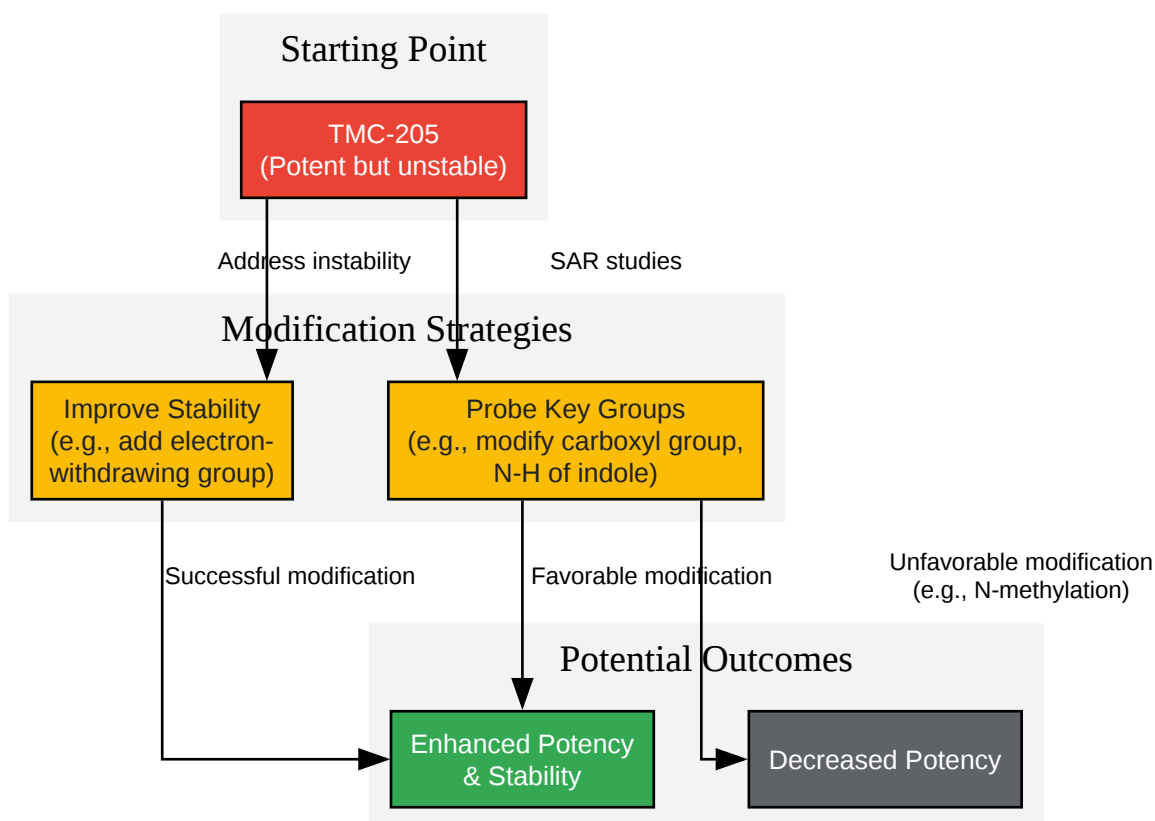 Starting Point
TMC-205
(Potent but unstable)
Address instability
SAR studies
Modification Strategies
Improve Stability
(e.g., add electron-
withdrawing group)
Probe Key Groups
(e.g., modify carboxyl group,
N-H of indole)
Successful modification
Favorable modification
Unfavorable modification
(e.g., N-methylation)
Potential Outcomes
Enhanced Potency
& Stability
Decreased Potency